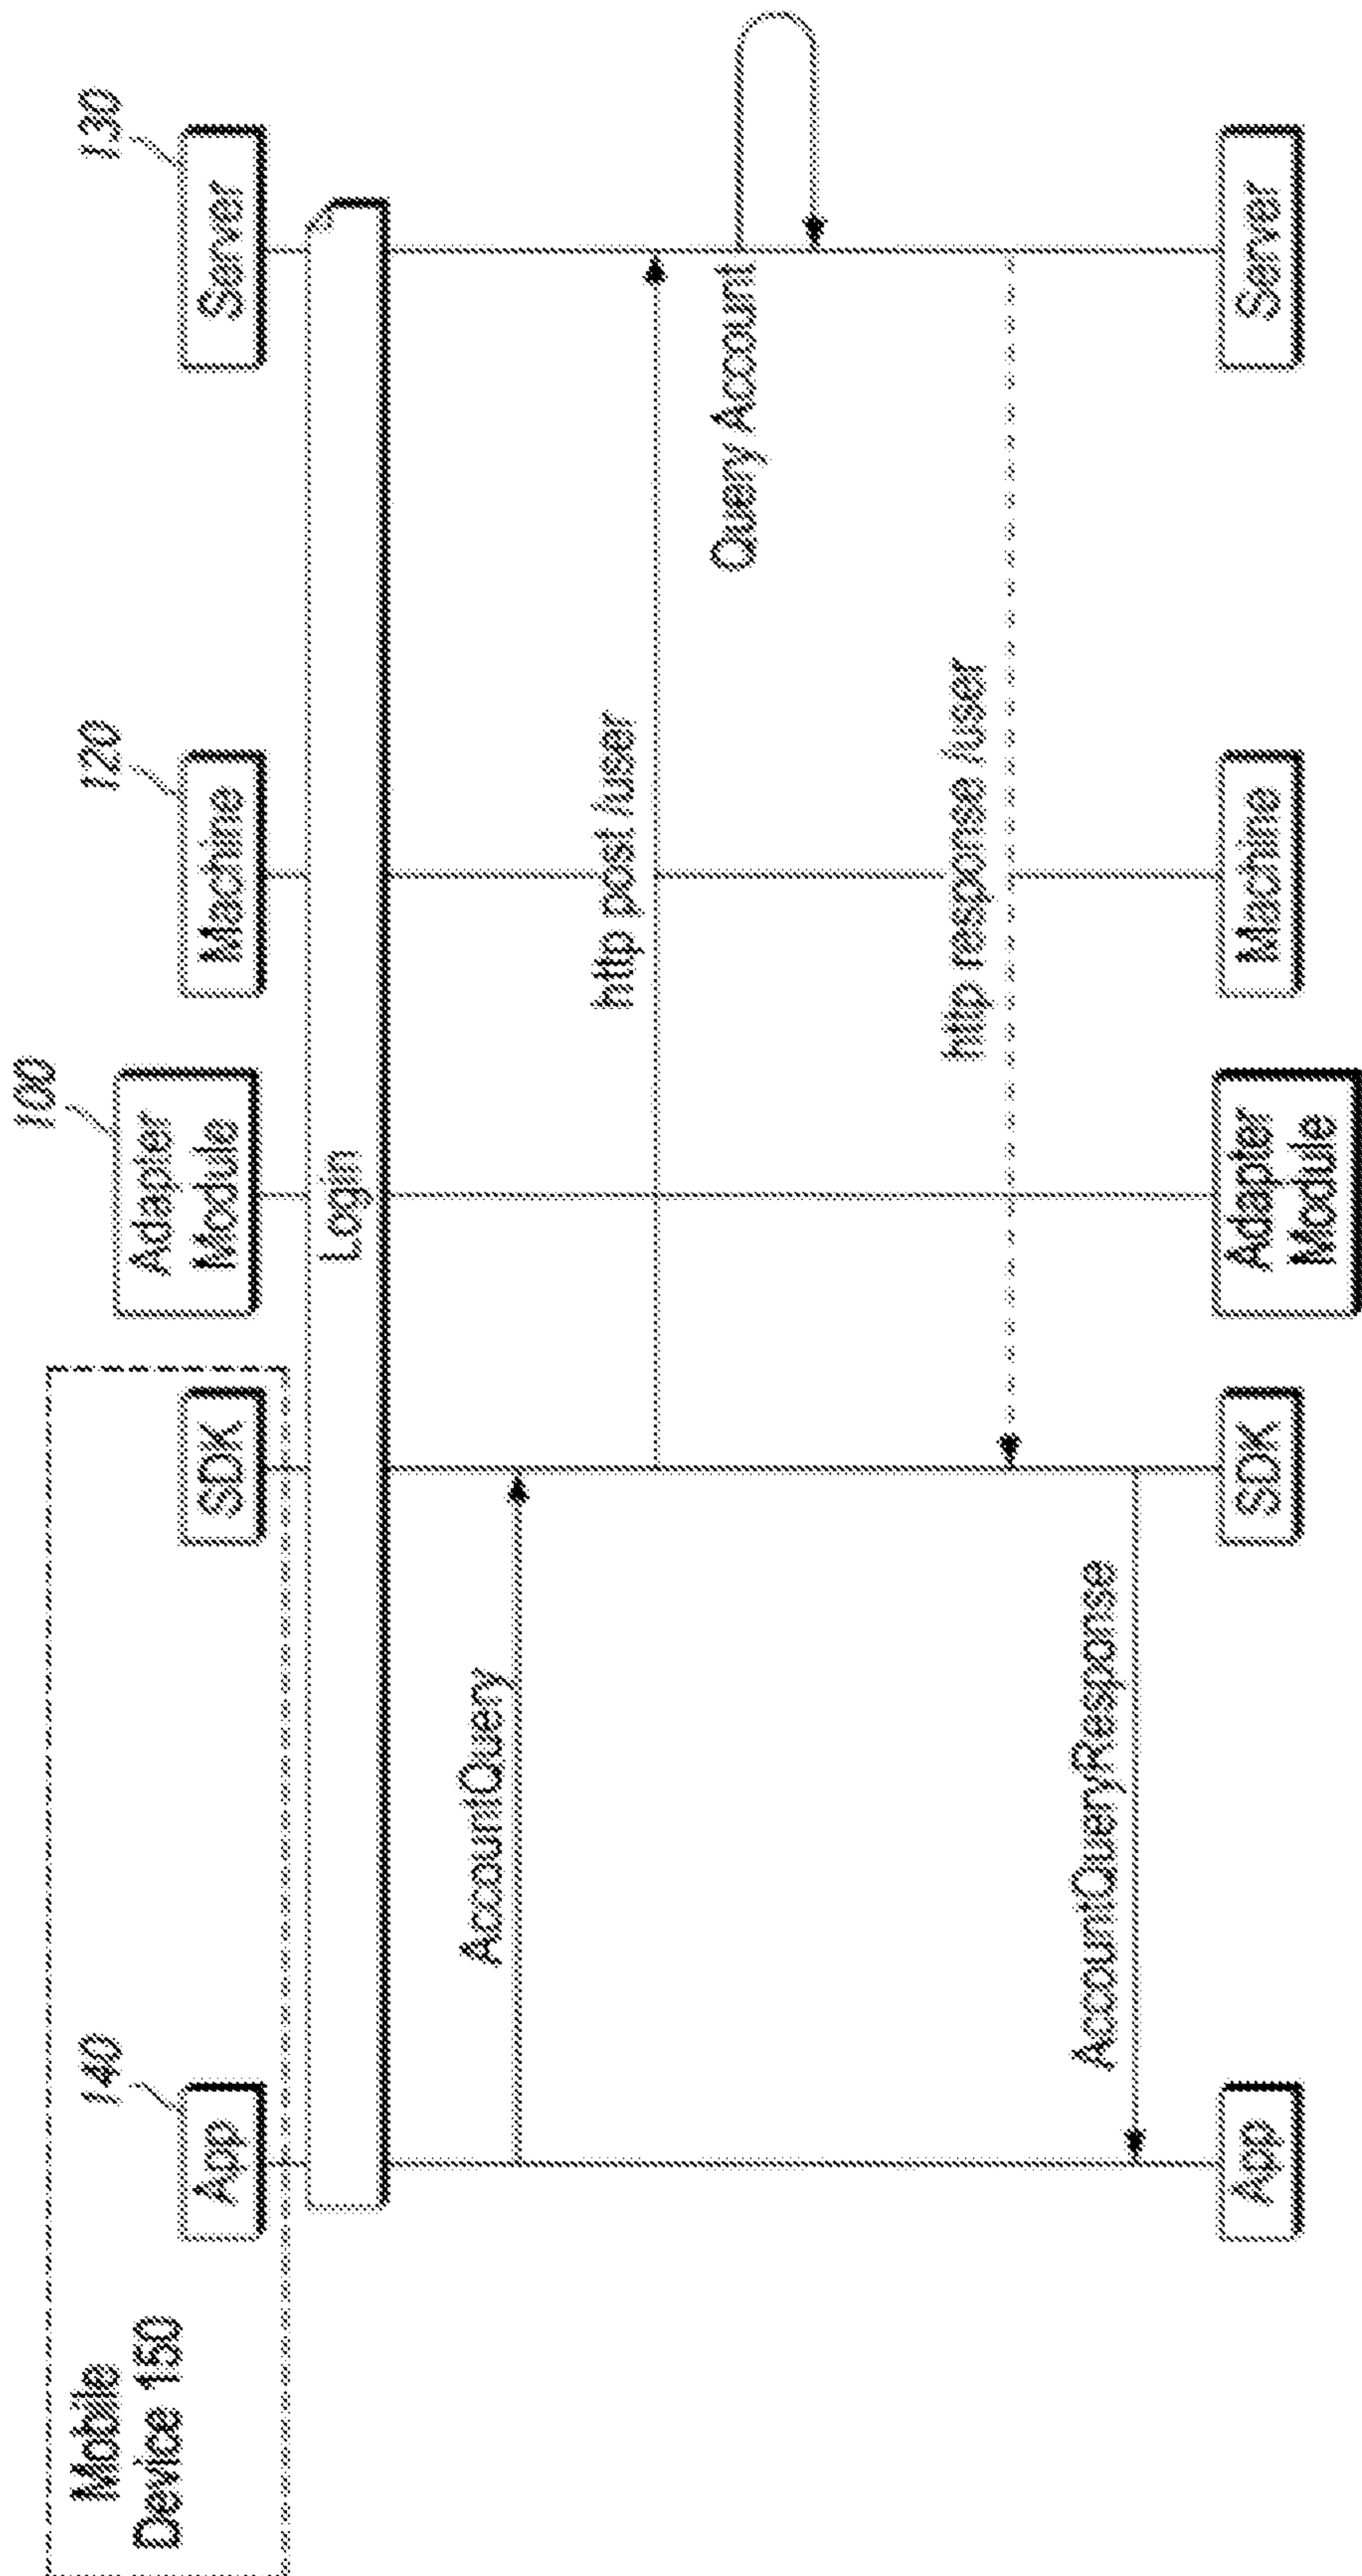 Mobile
Device 150
140
App
SDK
100
Adapter
Module
120
Machine
130
Server
Login
AccountQuery
http post /user
Query Account
http response /user
AccountQueryResponse
App
SDK
Adapter
Module
Machine
Server